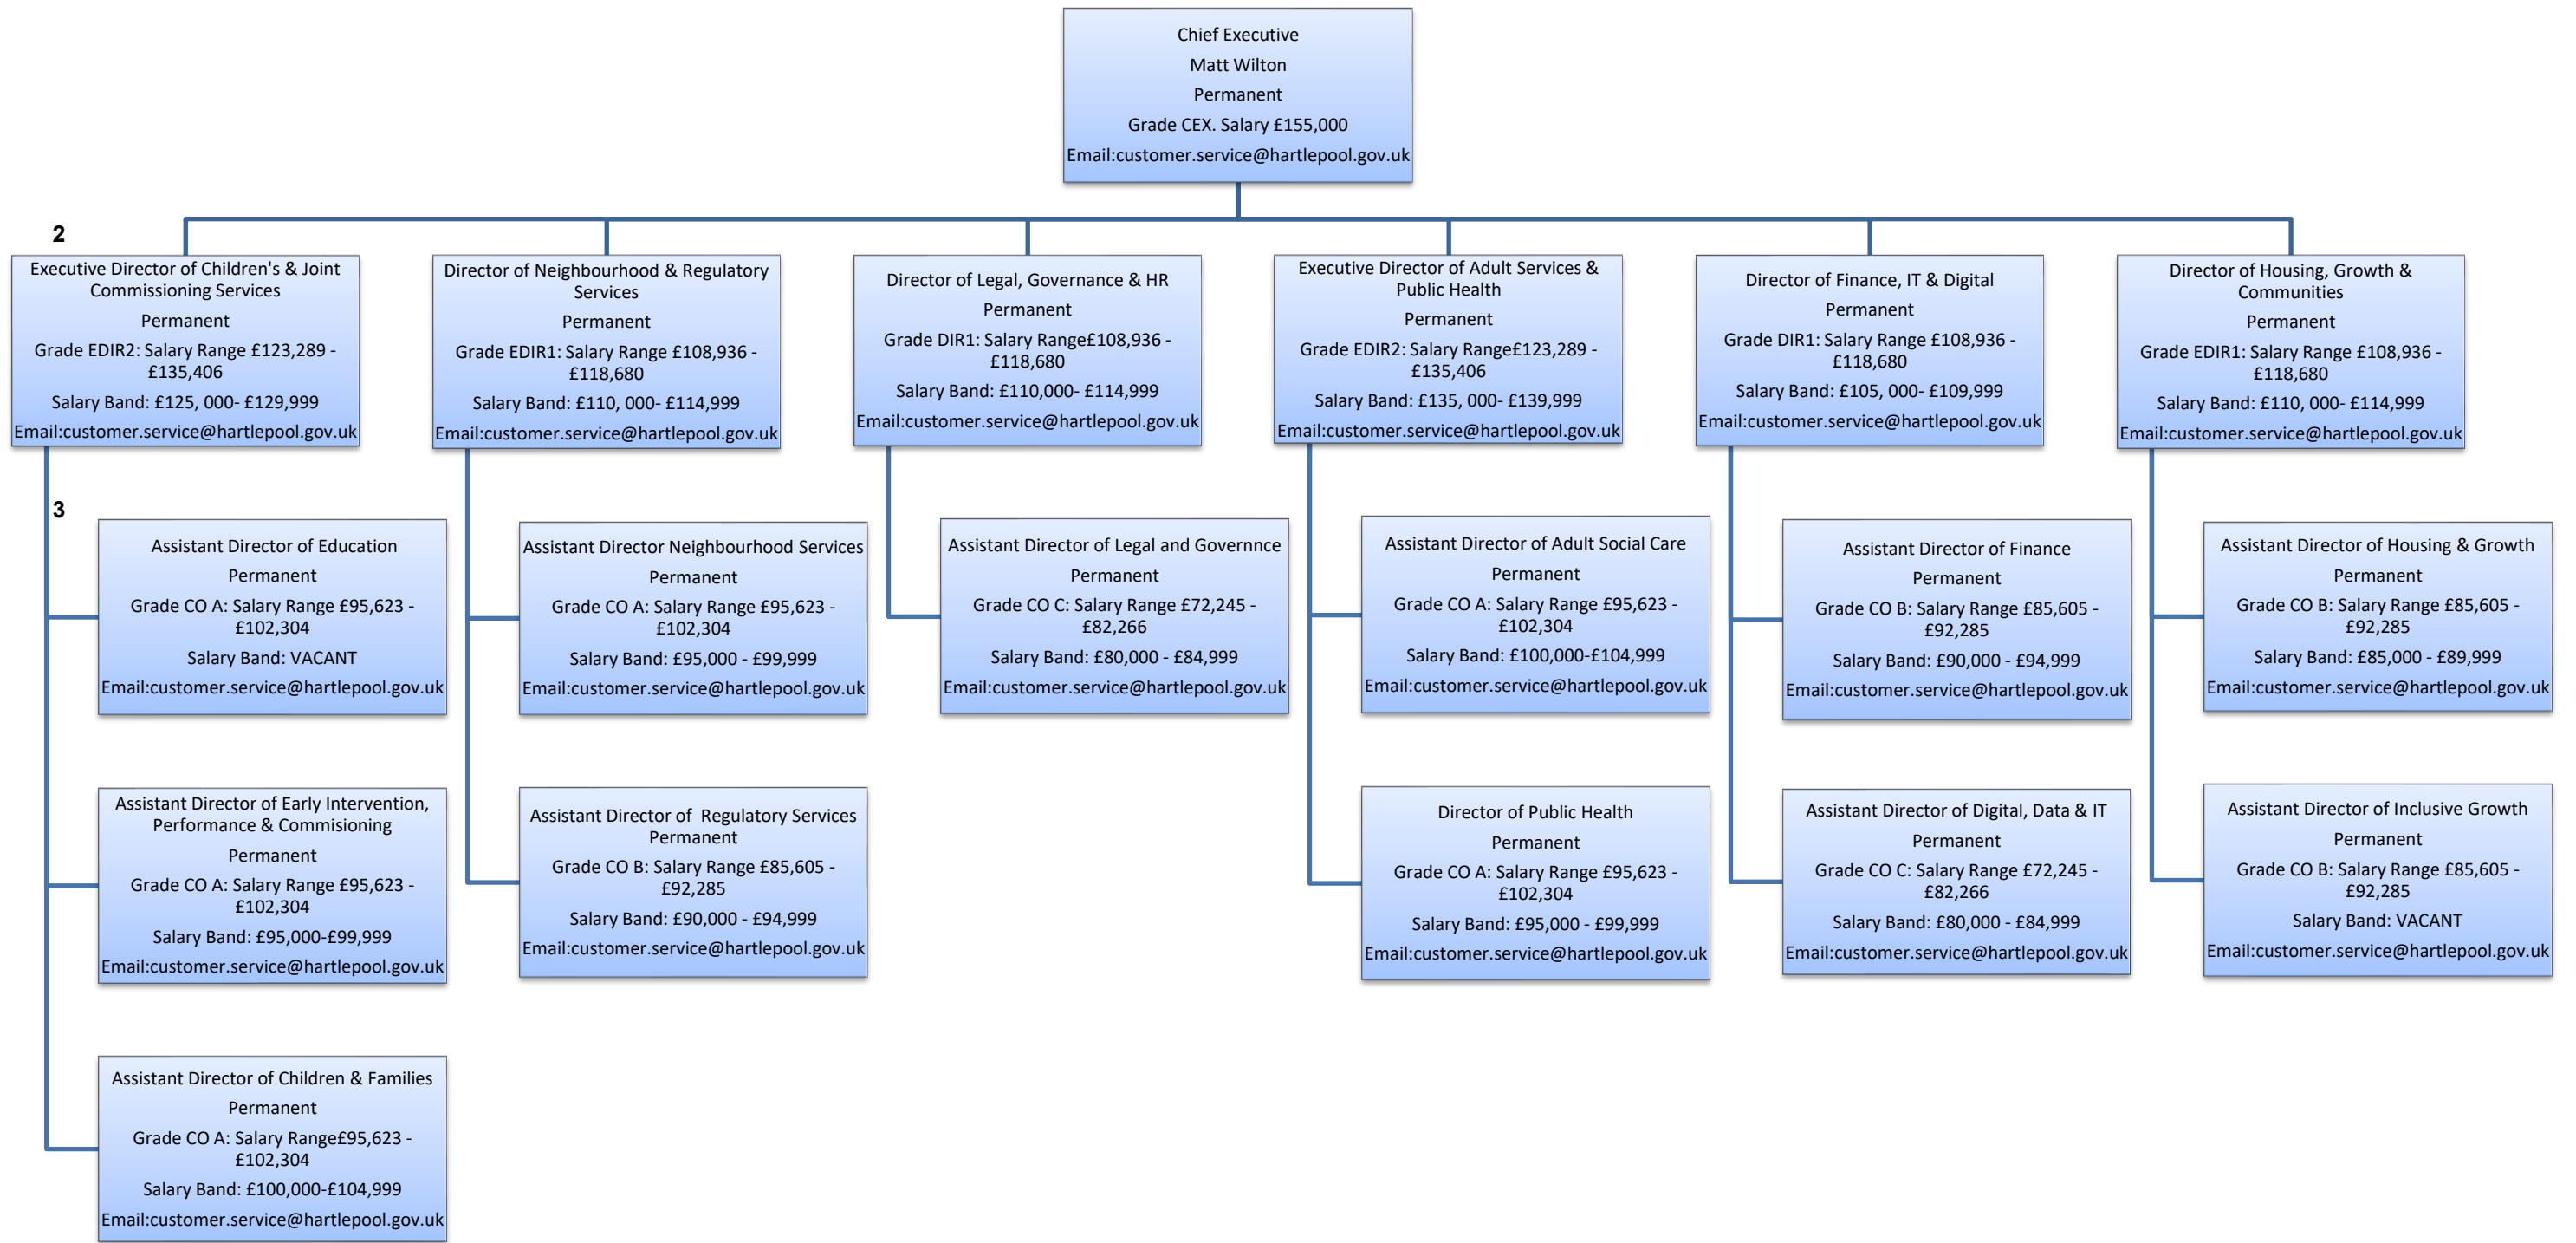 Chief Executive
Matt Wilton
Permanent
Grade CEX. Salary £155,000
Email:customer.service@hartlepool.gov.uk
2
Executive Director of Children's & Joint
Commissioning Services
Permanent
Grade EDIR2: Salary Range £123,289 -
£135,406
Salary Band: £125, 000- £129,999
Email:customer.service@hartlepool.gov.uk
Director of Neighbourhood & Regulatory
Services
Permanent
Grade EDIR1: Salary Range £108,936 -
£118,680
Salary Band: £110, 000- £114,999
Email:customer.service@hartlepool.gov.uk
Director of Legal, Governance & HR
Permanent
Grade DIR1: Salary Range£108,936 -
£118,680
Salary Band: £110,000- £114,999
Email:customer.service@hartlepool.gov.uk
Executive Director of Adult Services &
Public Health
Permanent
Grade EDIR2: Salary Range£123,289 -
£135,406
Salary Band: £135, 000- £139,999
Email:customer.service@hartlepool.gov.uk
Director of Finance, IT & Digital
Permanent
Grade DIR1: Salary Range £108,936 -
£118,680
Salary Band: £105, 000- £109,999
Email:customer.service@hartlepool.gov.uk
Director of Housing, Growth &
Communities
Permanent
Grade EDIR1: Salary Range £108,936 -
£118,680
Salary Band: £110, 000- £114,999
Email:customer.service@hartlepool.gov.uk
3
Assistant Director of Education
Permanent
Grade CO A: Salary Range £95,623 -
£102,304
Salary Band: VACANT
Email:customer.service@hartlepool.gov.uk
Assistant Director Neighbourhood Services
Permanent
Grade CO A: Salary Range £95,623 -
£102,304
Salary Band: £95,000 - £99,999
Email:customer.service@hartlepool.gov.uk
Assistant Director of Legal and Governnce
Permanent
Grade CO C: Salary Range £72,245 -
£82,266
Salary Band: £80,000 - £84,999
Email:customer.service@hartlepool.gov.uk
Assistant Director of Adult Social Care
Permanent
Grade CO A: Salary Range £95,623 -
£102,304
Salary Band: £100,000-£104,999
Email:customer.service@hartlepool.gov.uk
Assistant Director of Finance
Permanent
Grade CO B: Salary Range £85,605 -
£92,285
Salary Band: £90,000 - £94,999
Email:customer.service@hartlepool.gov.uk
Assistant Director of Housing & Growth
Permanent
Grade CO B: Salary Range £85,605 -
£92,285
Salary Band: £85,000 - £89,999
Email:customer.service@hartlepool.gov.uk
Assistant Director of Early Intervention,
Performance & Commisioning
Permanent
Grade CO A: Salary Range £95,623 -
£102,304
Salary Band: £95,000-£99,999
Email:customer.service@hartlepool.gov.uk
Assistant Director of  Regulatory Services
Permanent
Grade CO B: Salary Range £85,605 -
£92,285
Salary Band: £90,000 - £94,999
Email:customer.service@hartlepool.gov.uk
Director of Public Health
Permanent
Grade CO A: Salary Range £95,623 -
£102,304
Salary Band: £95,000 - £99,999
Email:customer.service@hartlepool.gov.uk
Assistant Director of Digital, Data & IT
Permanent
Grade CO C: Salary Range £72,245 -
£82,266
Salary Band: £80,000 - £84,999
Email:customer.service@hartlepool.gov.uk
Assistant Director of Inclusive Growth
Permanent
Grade CO B: Salary Range £85,605 -
£92,285
Salary Band: VACANT
Email:customer.service@hartlepool.gov.uk
Assistant Director of Children & Families
Permanent
Grade CO A: Salary Range£95,623 -
£102,304
Salary Band: £100,000-£104,999
Email:customer.service@hartlepool.gov.uk